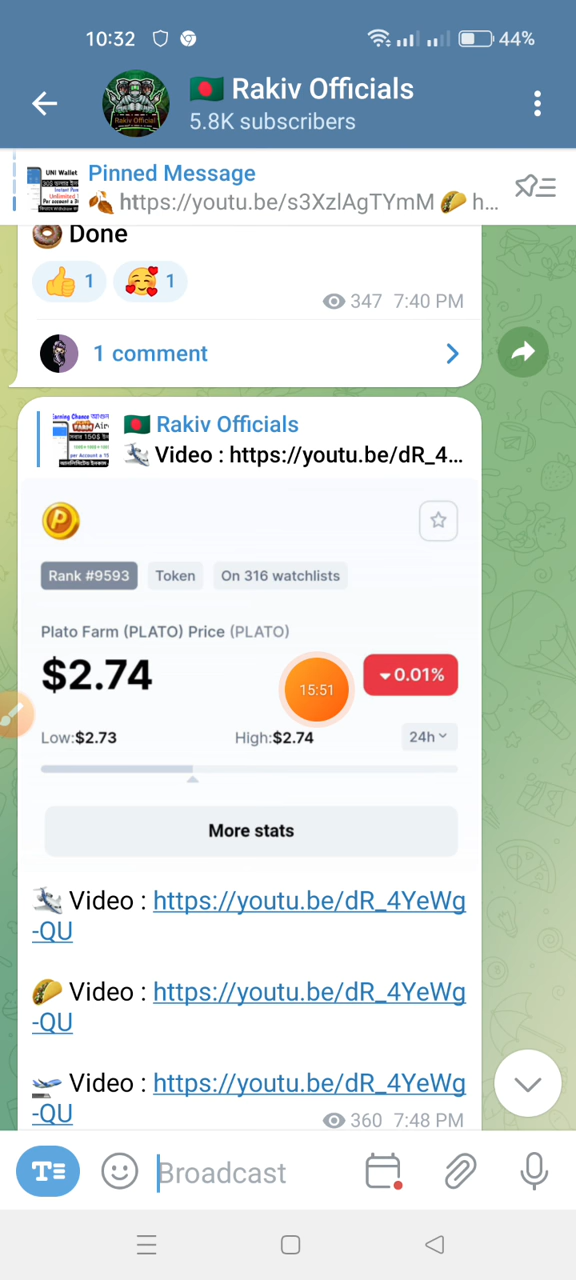 10:32
44%
Rakiv Officials
5.8K subscribers
UNI Wallet
Pinned Message
https://youtu.be/s3XzlAgTYmM h...
Done
1
1
347 7:40 PM
1 comment
Rakiv Officials
Video : https://youtu.be/dR_4...
P
Rank #9593
Token
On 316 watchlists
Plato Farm (PLATO) Price (PLATO)
$2.74
15:51
0.01%
Low:$2.73
High:$2.74
24h
More stats
Video : https://youtu.be/dR_4YeWg
-QU
Video : https://youtu.be/dR_4YeWg
-QU
Video : https://youtu.be/dR_4YeWg
-QU
360 7:48 PM
T
Broadcast